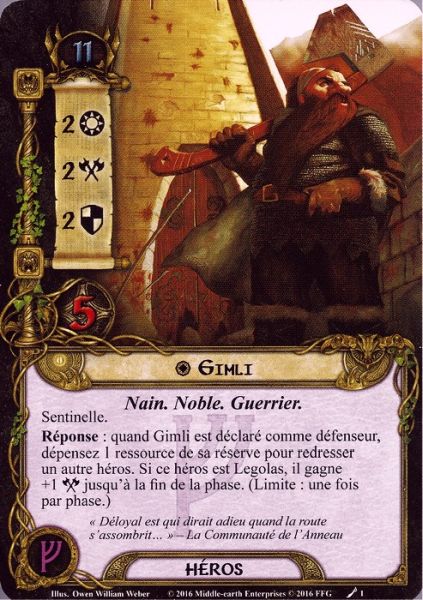 11
2
2
2
5
GIMLI
Nain. Noble. Guerrier.
Sentinelle.
Réponse : quand Gimli est déclaré comme défenseur,
dépensez 1 ressource de sa réserve pour redresser
un autre héros. Si ce héros est Legolas, il gagne
+1 jusqu'à la fin de la phase. (Limite : une fois
par phase.)
« Déloyal est qui dirait adieu quand la route
s'assombrit… » – La Communauté de l'Anneau
HÉROS
Illus. Owen William Weber © 2016 Middle-earth Enterprises © 2016 FFG 1